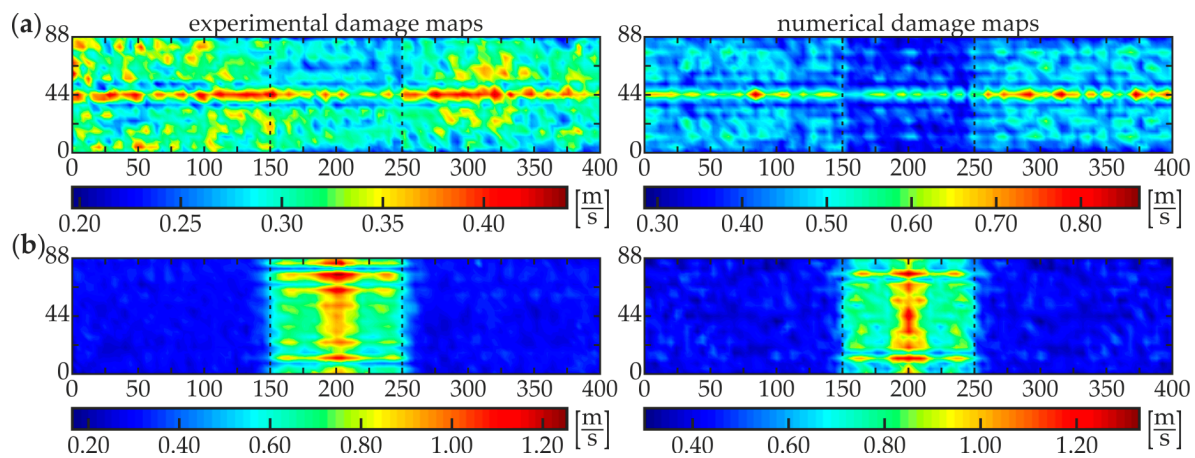 experimental damage maps numerical damage maps
(a) 88 88
44 44
0 0
0 50 100 150 200 250 300 350 400 0 50 100 150 200 250 300 350 400
0.20 0.25 0.30 0.35 0.40 [m/s] 0.30 0.40 0.50 0.60 0.70 0.80 [m/s]
(b) 88 88
44 44
0 0
0 50 100 150 200 250 300 350 400 0 50 100 150 200 250 300 350 400
0.20 0.40 0.60 0.80 1.00 1.20 [m/s] 0.40 0.60 0.80 1.00 1.20 [m/s]